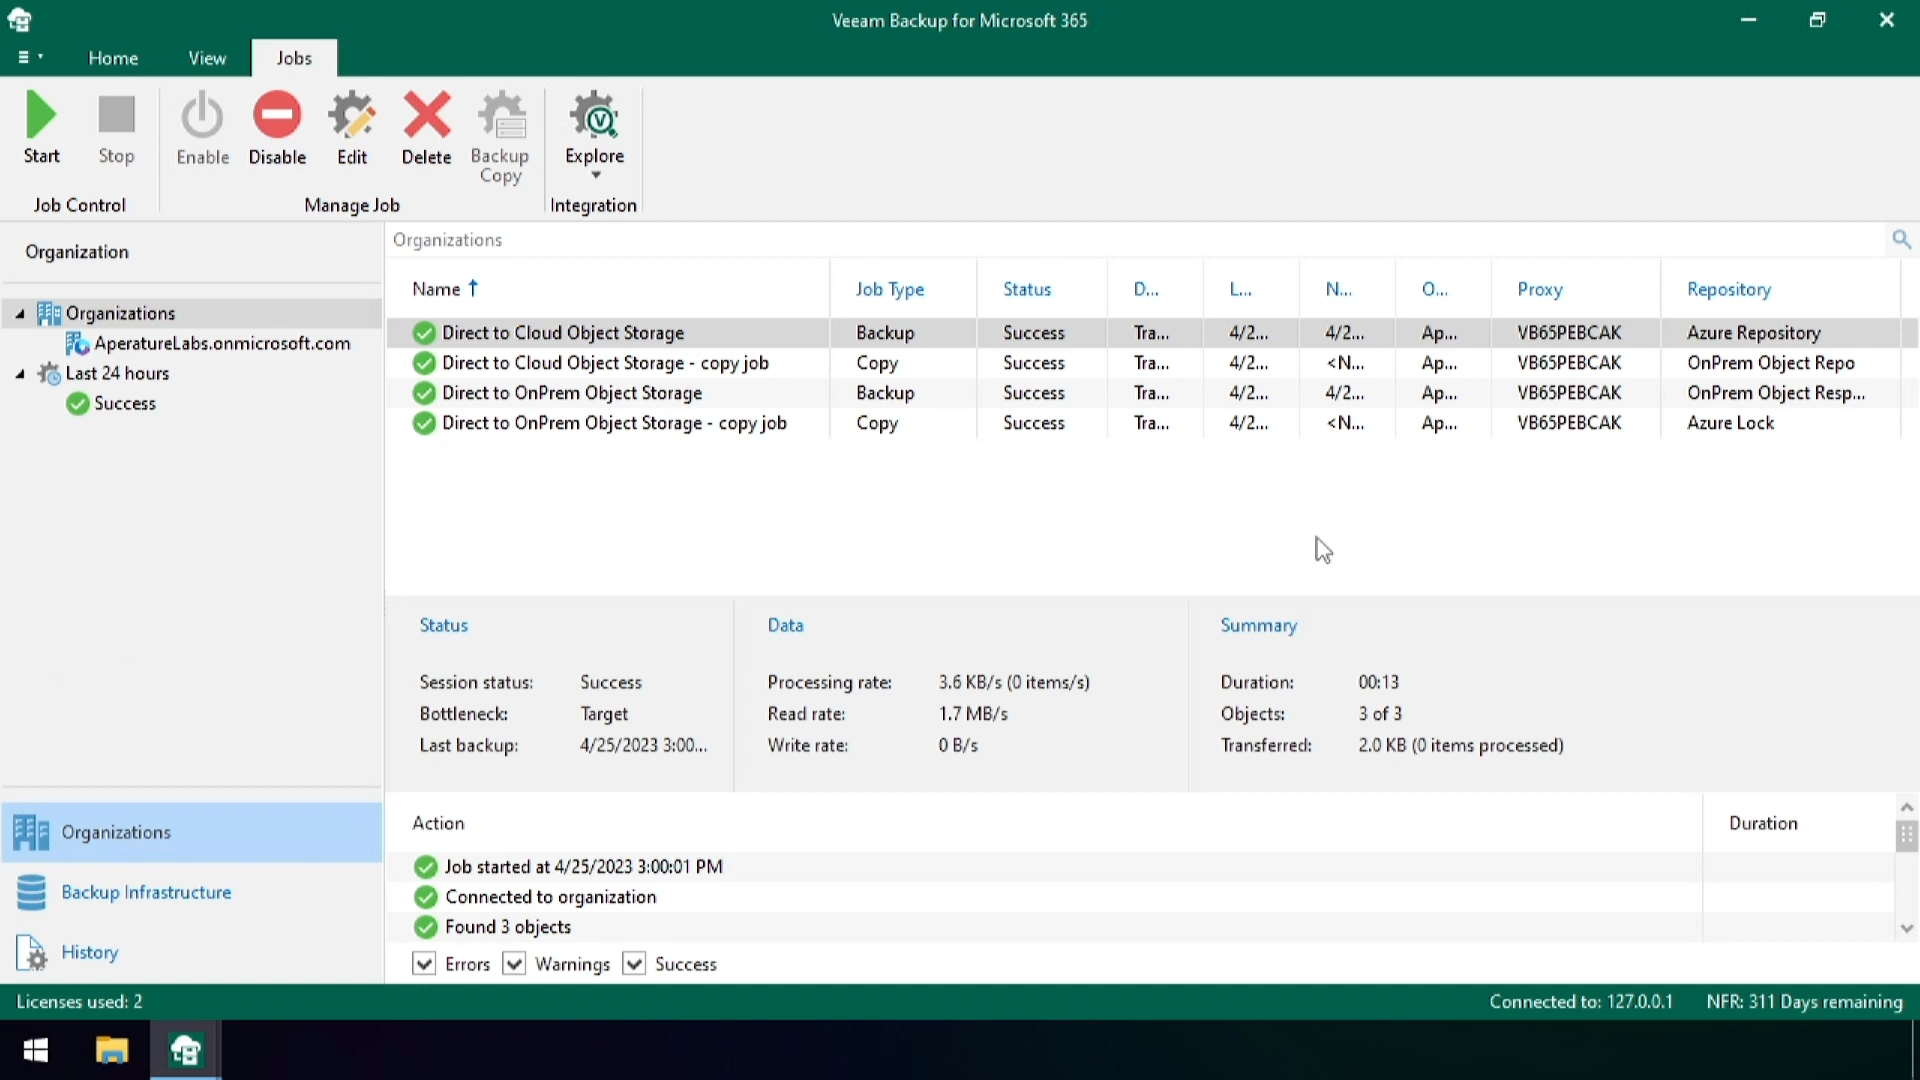 Veeam Backup for Microsoft 365
Home View Jobs
Start Stop Enable Disable Edit Delete Backup Copy Explore
Job Control Manage Job Integration
Organization
Organizations
AperatureLabs.onmicrosoft.com
Last 24 hours
Success
Organizations
Name Job Type Status D... L... N... O... Proxy Repository
Direct to Cloud Object Storage Backup Success Tra... 4/2... 4/2... Ap... VB65PEBCAK Azure Repository
Direct to Cloud Object Storage - copy job Copy Success Tra... 4/2... <N... Ap... VB65PEBCAK OnPrem Object Repo
Direct to OnPrem Object Storage Backup Success Tra... 4/2... 4/2... Ap... VB65PEBCAK OnPrem Object Resp...
Direct to OnPrem Object Storage - copy job Copy Success Tra... 4/2... <N... Ap... VB65PEBCAK Azure Lock
Status Data Summary
Session status: Success Processing rate: 3.6 KB/s (0 items/s) Duration: 00:13
Bottleneck: Target Read rate: 1.7 MB/s Objects: 3 of 3
Last backup: 4/25/2023 3:00... Write rate: 0 B/s Transferred: 2.0 KB (0 items processed)
Action Duration
Job started at 4/25/2023 3:00:01 PM
Connected to organization
Found 3 objects
Errors Warnings Success
Organizations
Backup Infrastructure
History
Licenses used: 2 Connected to: 127.0.0.1 NFR: 311 Days remaining